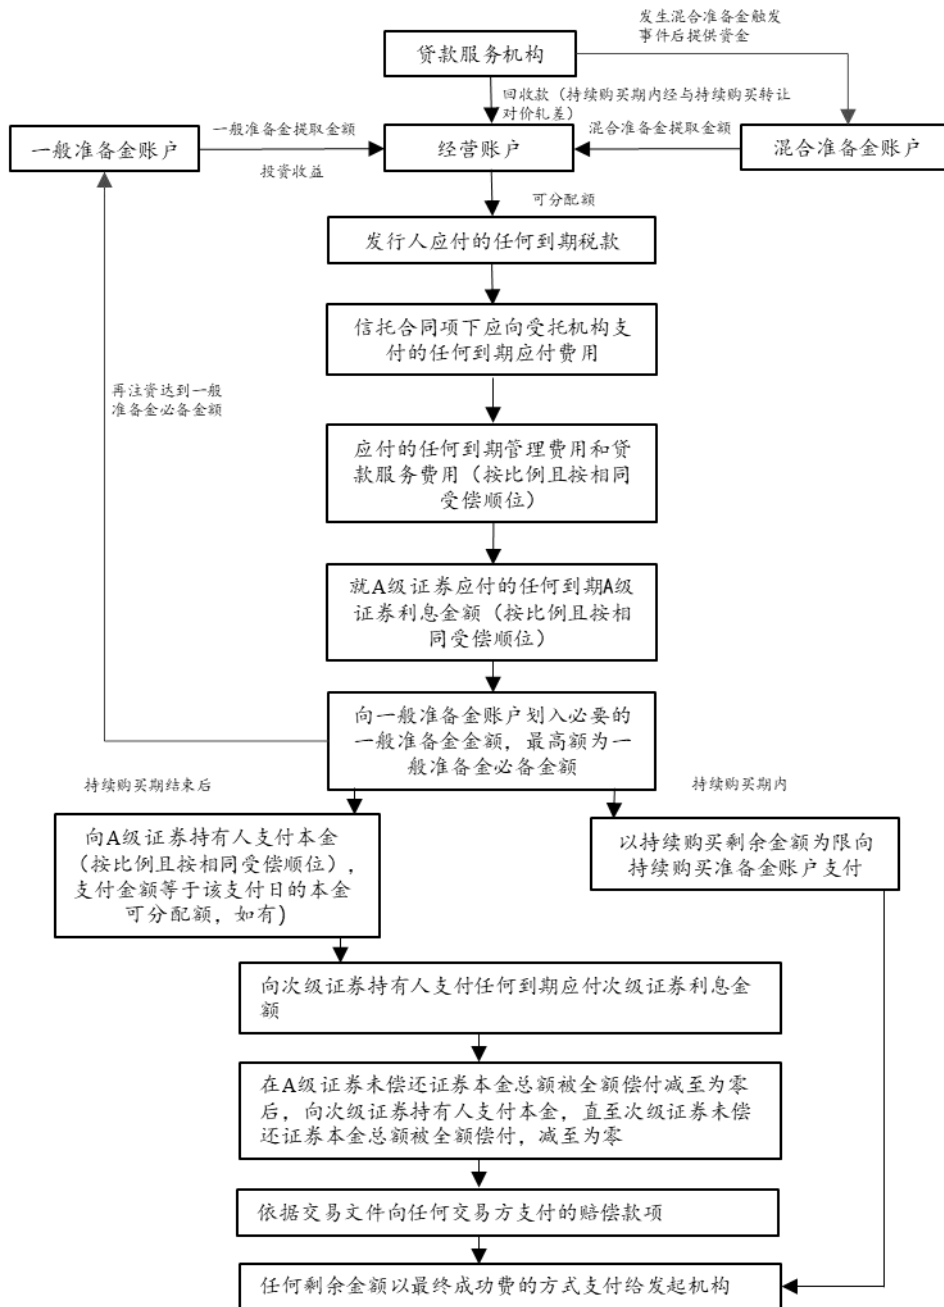 发生混合准备金触发
事件后提供资金
贷款服务机构
回收款（持续购买期内经与持续购买转让
对价轧差）
一般准备金提取金额
混合准备金提取金额
一般准备金账户
经营账户
混合准备金账户
投资收益
可分配额
发行人应付的任何到期税款
信托合同项下应向受托机构支
付的任何到期应付费用
再注资达到一般
准备金必备金额
应付的任何到期管理费用和贷
款服务费用（按比例且按相同
受偿顺位）
就A级证券应付的任何到期A级
证券利息金额（按比例且按相
同受偿顺位）
向一般准备金账户划入必要的
一般准备金金额，最高额为一
般准备金必备金额
持续购买期结束后
持续购买期内
向A级证券持有人支付本金
（按比例且按相同受偿顺位），
支付金额等于该支付日的本金
可分配额，如有)
以持续购买剩余金额为限向
持续购买准备金账户支付
向次级证券持有人支付任何到期应付次级证券利息金
额
在A级证券未偿还证券本金总额被全额偿付减至为零
后，向次级证券持有人支付本金，直至次级证券未偿
还证券本金总额被全额偿付，减至为零
依据交易文件向任何交易方支付的赔偿款项
任何剩余金额以最终成功费的方式支付给发起机构